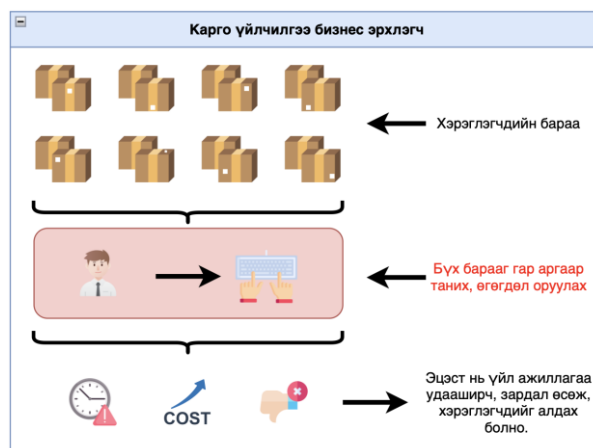 Карго үйлчилгээ бизнес эрхлэгч
Хэрэглэгчдийн бараа
Бүх барааг гар аргаар
таних, өгөгдөл оруулах
Эцэст нь үйл ажиллагаа
удааширч, зардал өсөж,
хэрэглэгчдийг алдах
болно.
COST